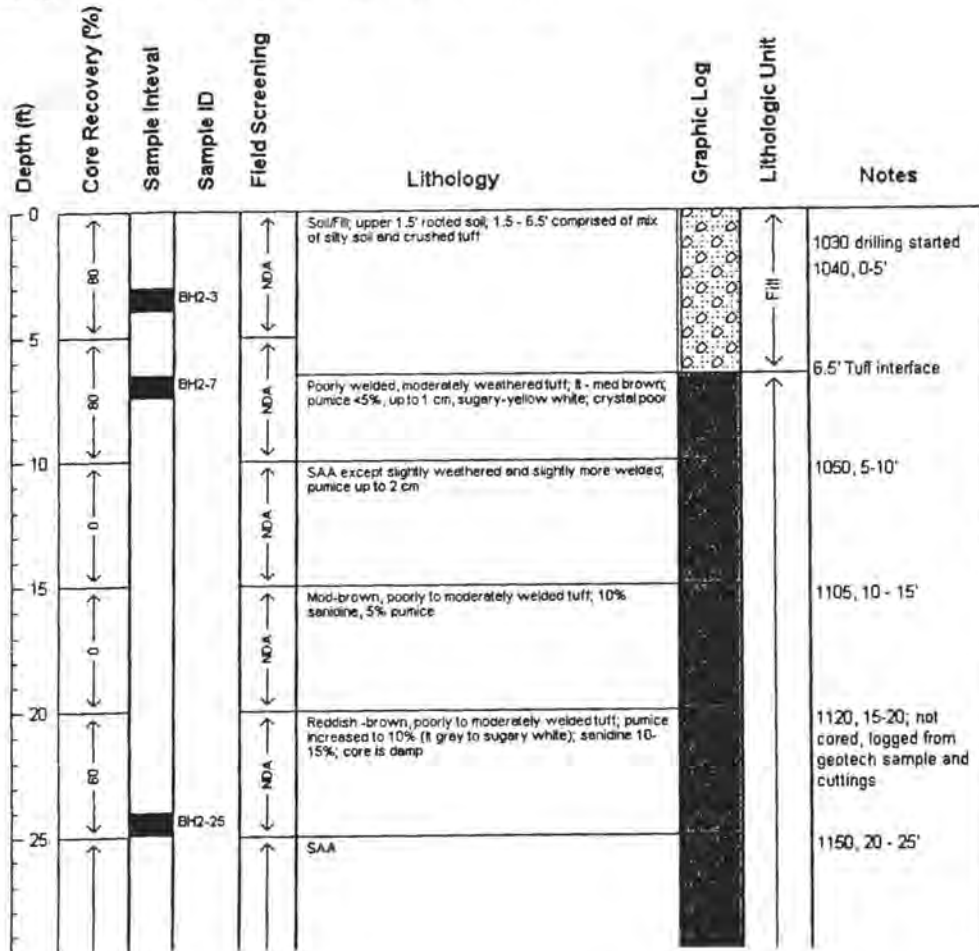 Depth (ft)
Core Recovery (%)
Sample Inteval
Sample ID
Field Screening
Lithology
Graphic Log
Lithologic Unit
Notes
0
Soil/Fill; upper 1.5' rooted soil; 1.5 - 6.5' comprised of mix
of silty soil and crushed tuff
80
NDA
Fill
1030 drilling started
1040, 0-5'
BH2-3
5
6.5' Tuff interface
BH2-7
Poorly welded, moderately weathered tuff; lt - med brown;
pumice <5%, up to 1 cm, sugary-yellow white; crystal poor
80
NDA
10
SAA except slightly weathered and slightly more welded;
pumice up to 2 cm
1050, 5-10'
0
NDA
15
Mod-brown, poorly to moderately welded tuff; 10%
sanidine, 5% pumice
1105, 10 - 15'
0
NDA
20
Reddish -brown, poorly to moderately welded tuff; pumice
increased to 10% (lt gray to sugary white); sanidine 10-
15%; core is damp
1120, 15-20; not
cored, logged from
geotech sample and
cuttings
60
NDA
BH2-25
25
SAA
1150, 20 - 25'